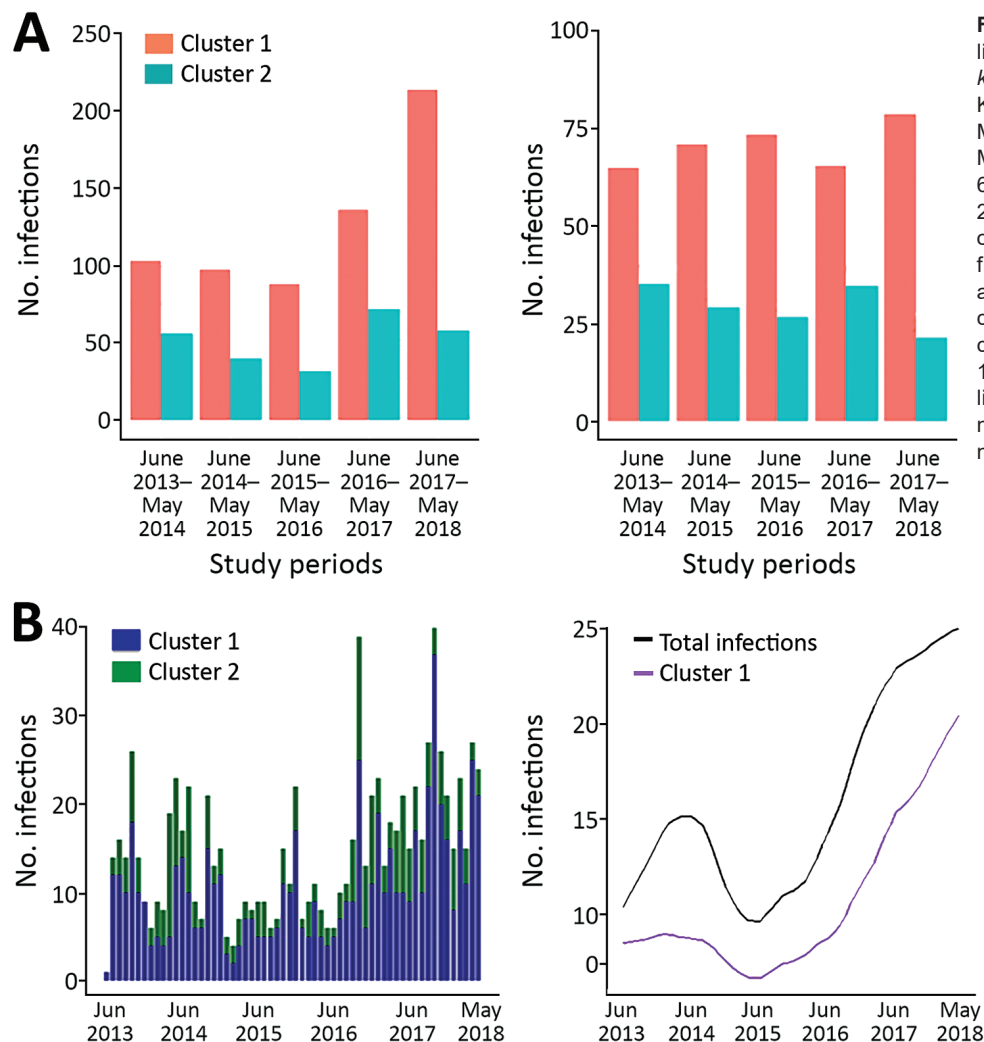 A
250
200
150
100
50
0
No. infections
Cluster 1
Cluster 2
June 2013– May 2014
June 2014– May 2015
June 2015– May 2016
June 2016– May 2017
June 2017– May 2018
Study periods
100
75
50
25
0
No. infections
June 2013– May 2014
June 2014– May 2015
June 2015– May 2016
June 2016– May 2017
June 2017– May 2018
Study periods
B
40
30
20
10
0
No. infections
Cluster 1
Cluster 2
Jun 2013
Jun 2014
Jun 2015
Jun 2016
Jun 2017
May 2018
25
20
15
10
0
No. infections
Total infections
Cluster 1
Jun 2013
Jun 2014
Jun 2015
Jun 2016
Jun 2017
May 2018